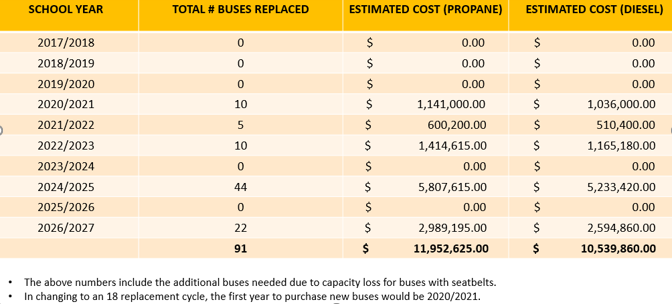 SCHOOL YEAR TOTAL # BUSES REPLACED ESTIMATED COST (PROPANE) ESTIMATED COST (DIESEL)
2017/2018 0 $ 0.00 $ 0.00
2018/2019 0 $ 0.00 $ 0.00
2019/2020 0 $ 0.00 $ 0.00
2020/2021 10 $ 1,141,000.00 $ 1,036,000.00
2021/2022 5 $ 600,200.00 $ 510,400.00
2022/2023 10 $ 1,414,615.00 $ 1,165,180.00
2023/2024 0 $ 0.00 $ 0.00
2024/2025 44 $ 5,807,615.00 $ 5,233,420.00
2025/2026 0 $ 0.00 $ 0.00
2026/2027 22 $ 2,989,195.00 $ 2,594,860.00
91 $ 11,952,625.00 $ 10,539,860.00
• The above numbers include the additional buses needed due to capacity loss for buses with seatbelts.
• In changing to an 18 replacement cycle, the first year to purchase new buses would be 2020/2021.